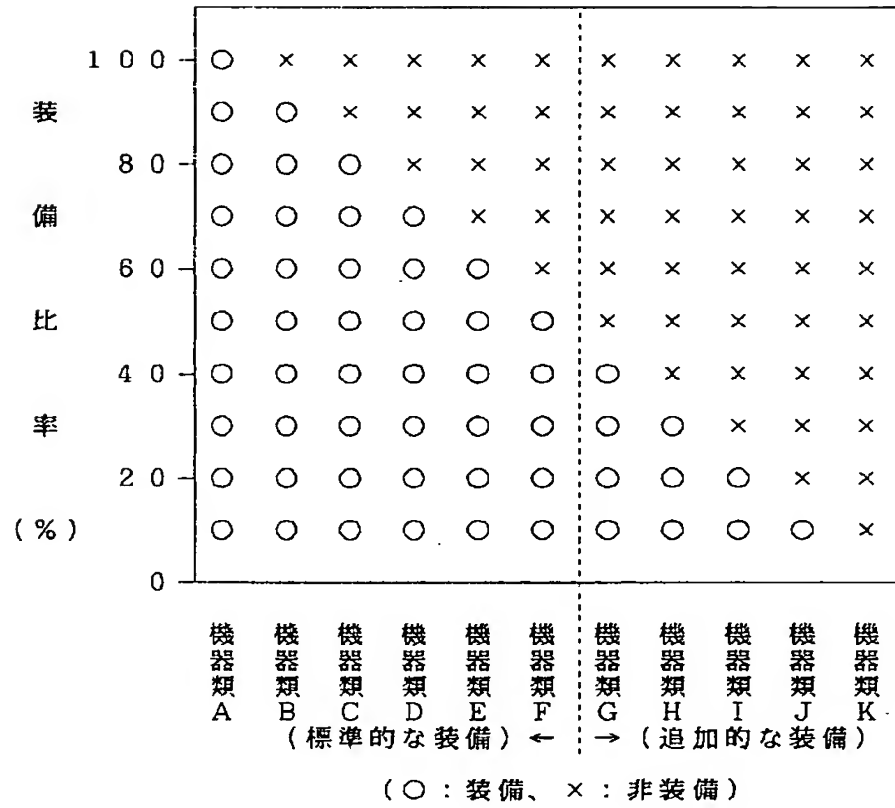 100 ○ × × × × × × × × × ×
装 ○ ○ × × × × × × × × ×
80 ○ ○ ○ × × × × × × × ×
備 ○ ○ ○ ○ × × × × × × ×
60 ○ ○ ○ ○ ○ × × × × × ×
比 ○ ○ ○ ○ ○ ○ × × × × ×
40 ○ ○ ○ ○ ○ ○ ○ × × × ×
率 ○ ○ ○ ○ ○ ○ ○ ○ × × ×
20 ○ ○ ○ ○ ○ ○ ○ ○ ○ × ×
(%) ○ ○ ○ ○ ○ ○ ○ ○ ○ ○ ×
0
機器類A 機器類B 機器類C 機器類D 機器類E 機器類F 機器類G 機器類H 機器類I 機器類J 機器類K
(標準的な装備) ← → (追加的な装備)
(○:装備、×:非装備)